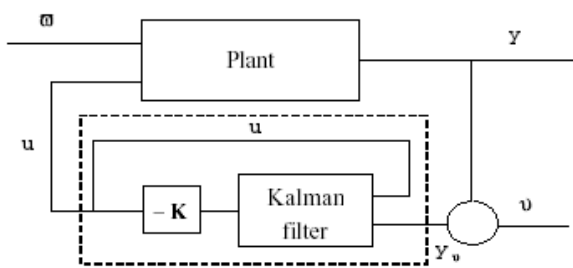 ϖ
Plant
y
u
u
– K
Kalman
filter
υ
y υ